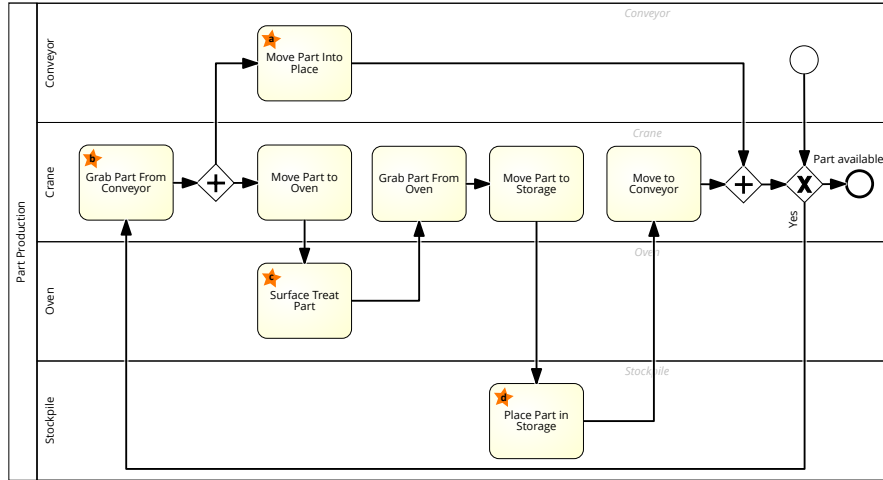 Part Production
Conveyor
Conveyor
a
Move Part Into
Place
Crane
Crane
b
Grab Part From
Conveyor
Move Part to
Oven
Grab Part From
Oven
Move Part to
Storage
Move to
Conveyor
Part available
Yes
Oven
Oven
c
Surface Treat
Part
Stockpile
Stockpile
d
Place Part in
Storage